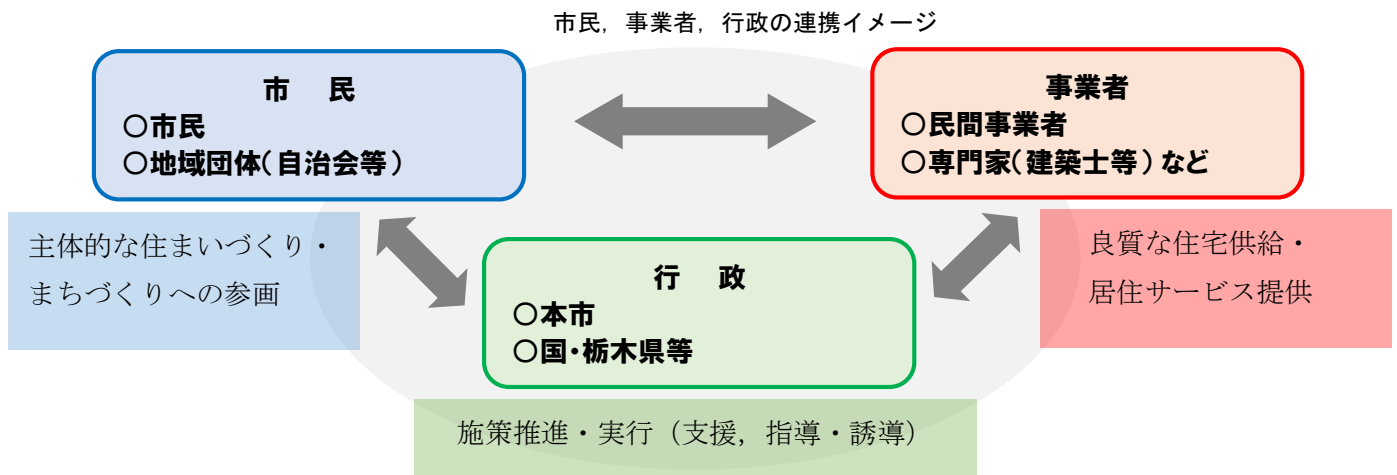 市民，事業者，行政の連携イメージ
市　民
○市民
○地域団体（自治会等）
事業者
○民間事業者
○専門家（建築士等）など
主体的な住まいづくり・
まちづくりへの参画
良質な住宅供給・
居住サービス提供
行　政
○本市
○国・栃木県等
施策推進・実行（支援，指導・誘導）